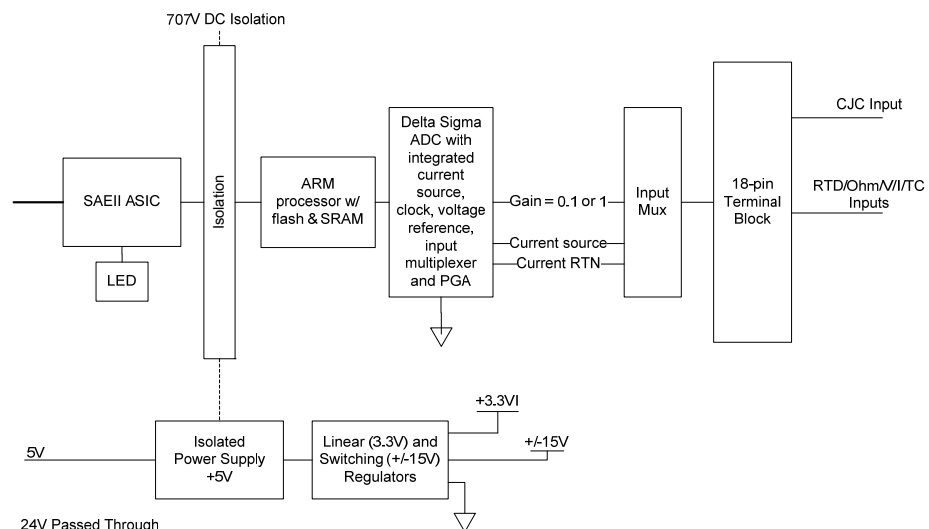 707V DC Isolation
SAEII ASIC
LED
Isolation
ARM
processor w/
flash & SRAM
Delta Sigma
ADC with
integrated
current
source,
clock, voltage
reference,
input
multiplexer
and PGA
Gain = 0.1 or 1
Current source
Current RTN
Input
Mux
18-pin
Terminal
Block
CJC Input
RTD/Ohm/V/I/TC
Inputs
5V
Isolated
Power Supply
+5V
Linear (3.3V) and
Switching (+/-15V)
Regulators
+3.3VI
+/-15V
24V Passed Through